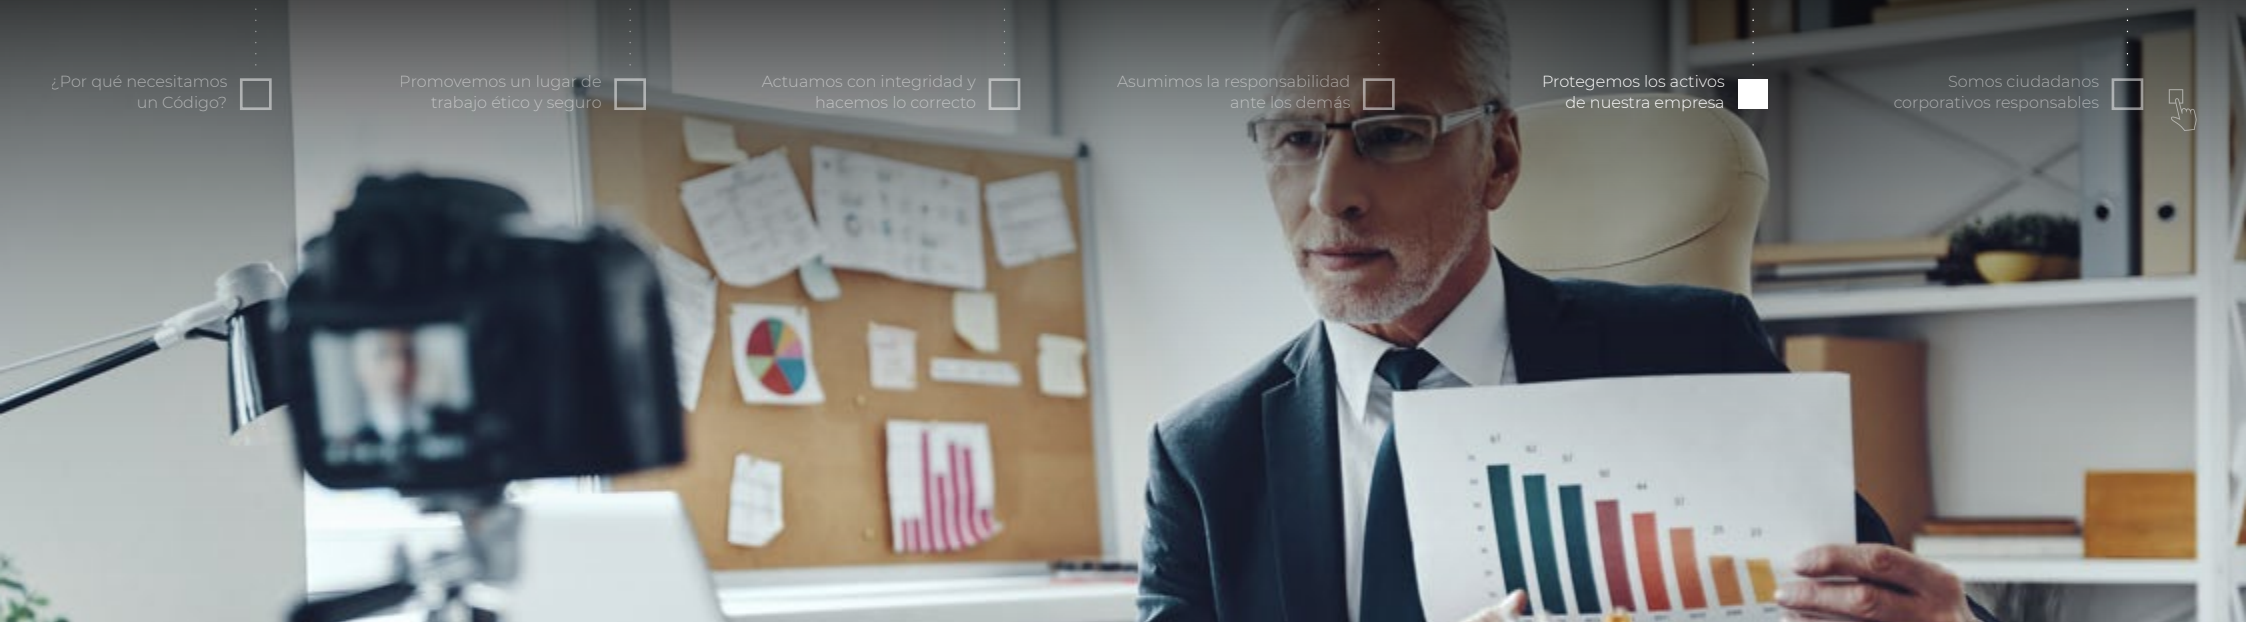 ¿Por qué necesitamos
un Código?
Promovemos un lugar de
trabajo ético y seguro
Actuamos con integridad y
hacemos lo correcto
Asumimos la responsabilidad
ante los demás
Protegemos los activos
de nuestra empresa
Somos ciudadanos
corporativos responsables